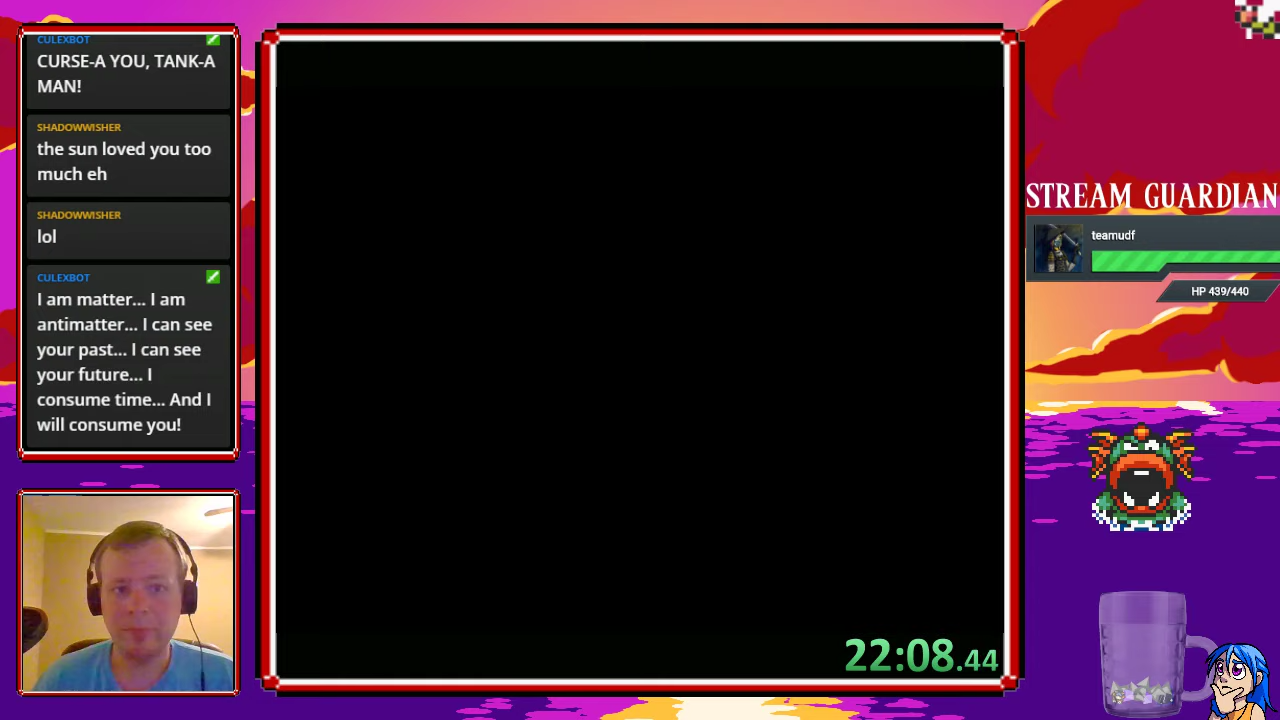 CULEXBOT
CURSE-A YOU, TANK-A
MAN!
SHADOWWISHER
the sun loved you too
much eh
SHADOWWISHER
lol
CULEXBOT
I am matter... I am
antimatter... I can see
your past... I can see
your future... I
consume time... And I
will consume you!
STREAM GUARDIAN
teamudf
HP 439/440
22:08.44